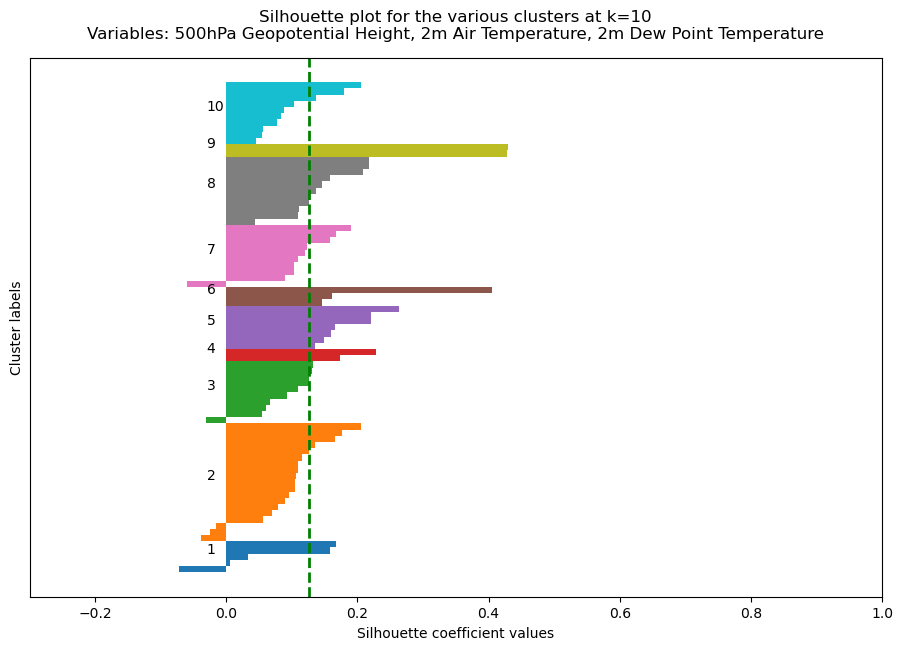 Silhouette plot for the various clusters at k=10
Variables: 500hPa Geopotential Height, 2m Air Temperature, 2m Dew Point Temperature
Cluster labels
10
9
8
7
6
5
4
3
2
1
−0.2 0.0 0.2 0.4 0.6 0.8 1.0
Silhouette coefficient values